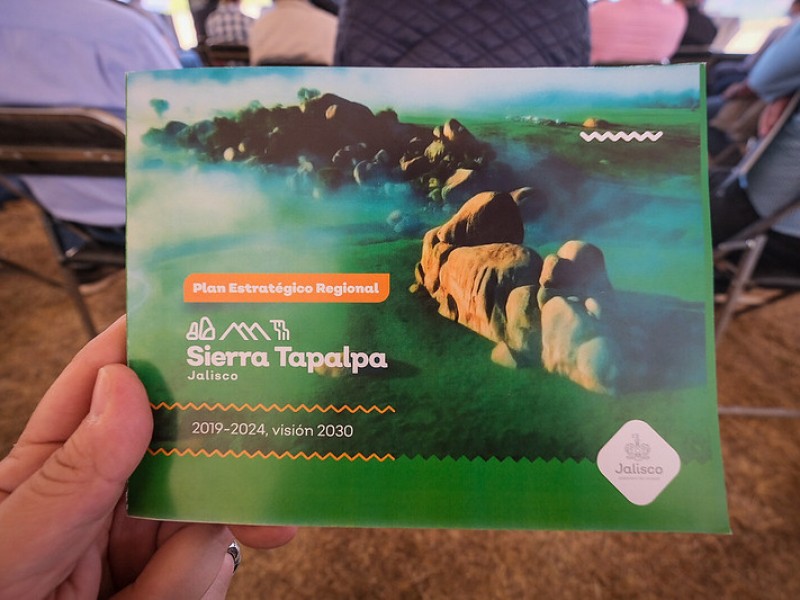 Plan Estratégico Regional
Sierra Tapalpa
Jalisco
2019-2024, visión 2030
Jalisco